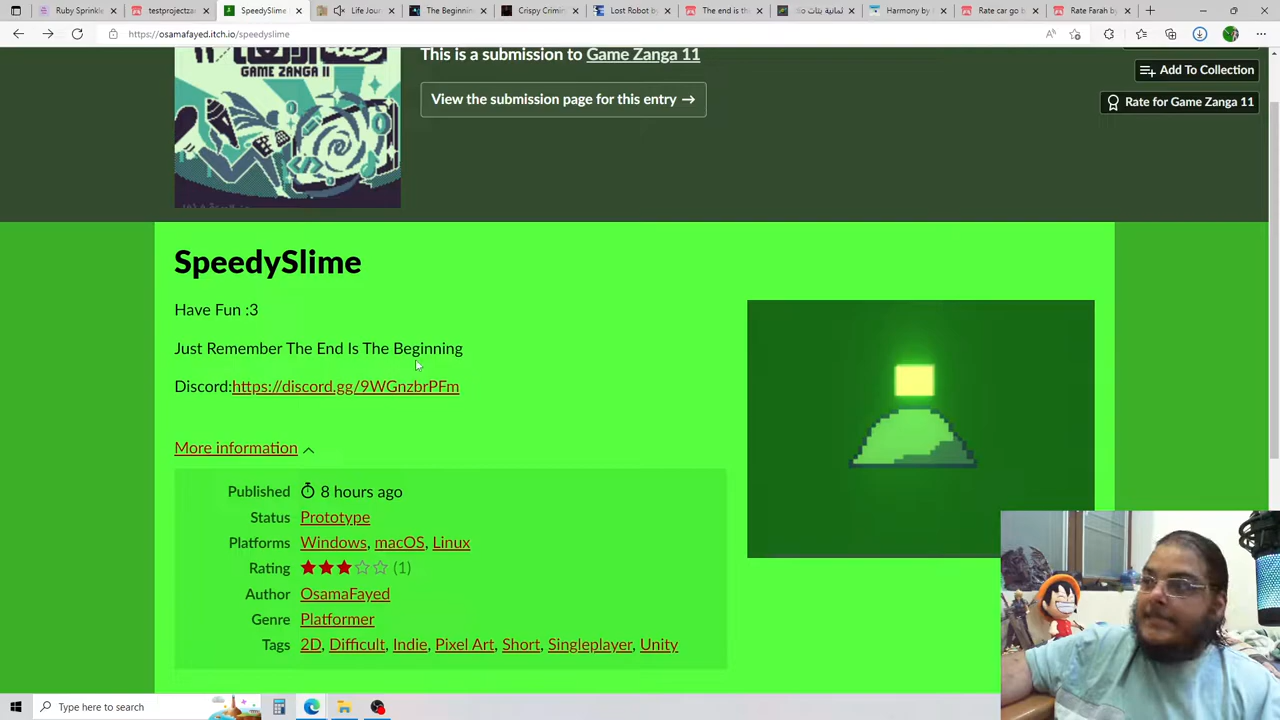 Ruby Sprinkle
testprojectza
SpeedySlime
Life Journ
The Beginnin
Crispy Crimin
Lost Robot b
The end is th
Harmony by
Rate car go b
Rate Farah by
https://osamafayed.itch.io/speedyslime
GAME ZANGA 11
This is a submission to Game Zanga 11
View the submission page for this entry →
Add To Collection
Rate for Game Zanga 11
SpeedySlime
Have Fun :3
Just Remember The End Is The Beginning
Discord:https://discord.gg/9WGnzbrPFm
More information
Published 8 hours ago
Status Prototype
Platforms Windows, macOS, Linux
Rating (1)
Author OsamaFayed
Genre Platformer
Tags 2D, Difficult, Indie, Pixel Art, Short, Singleplayer, Unity
Type here to search